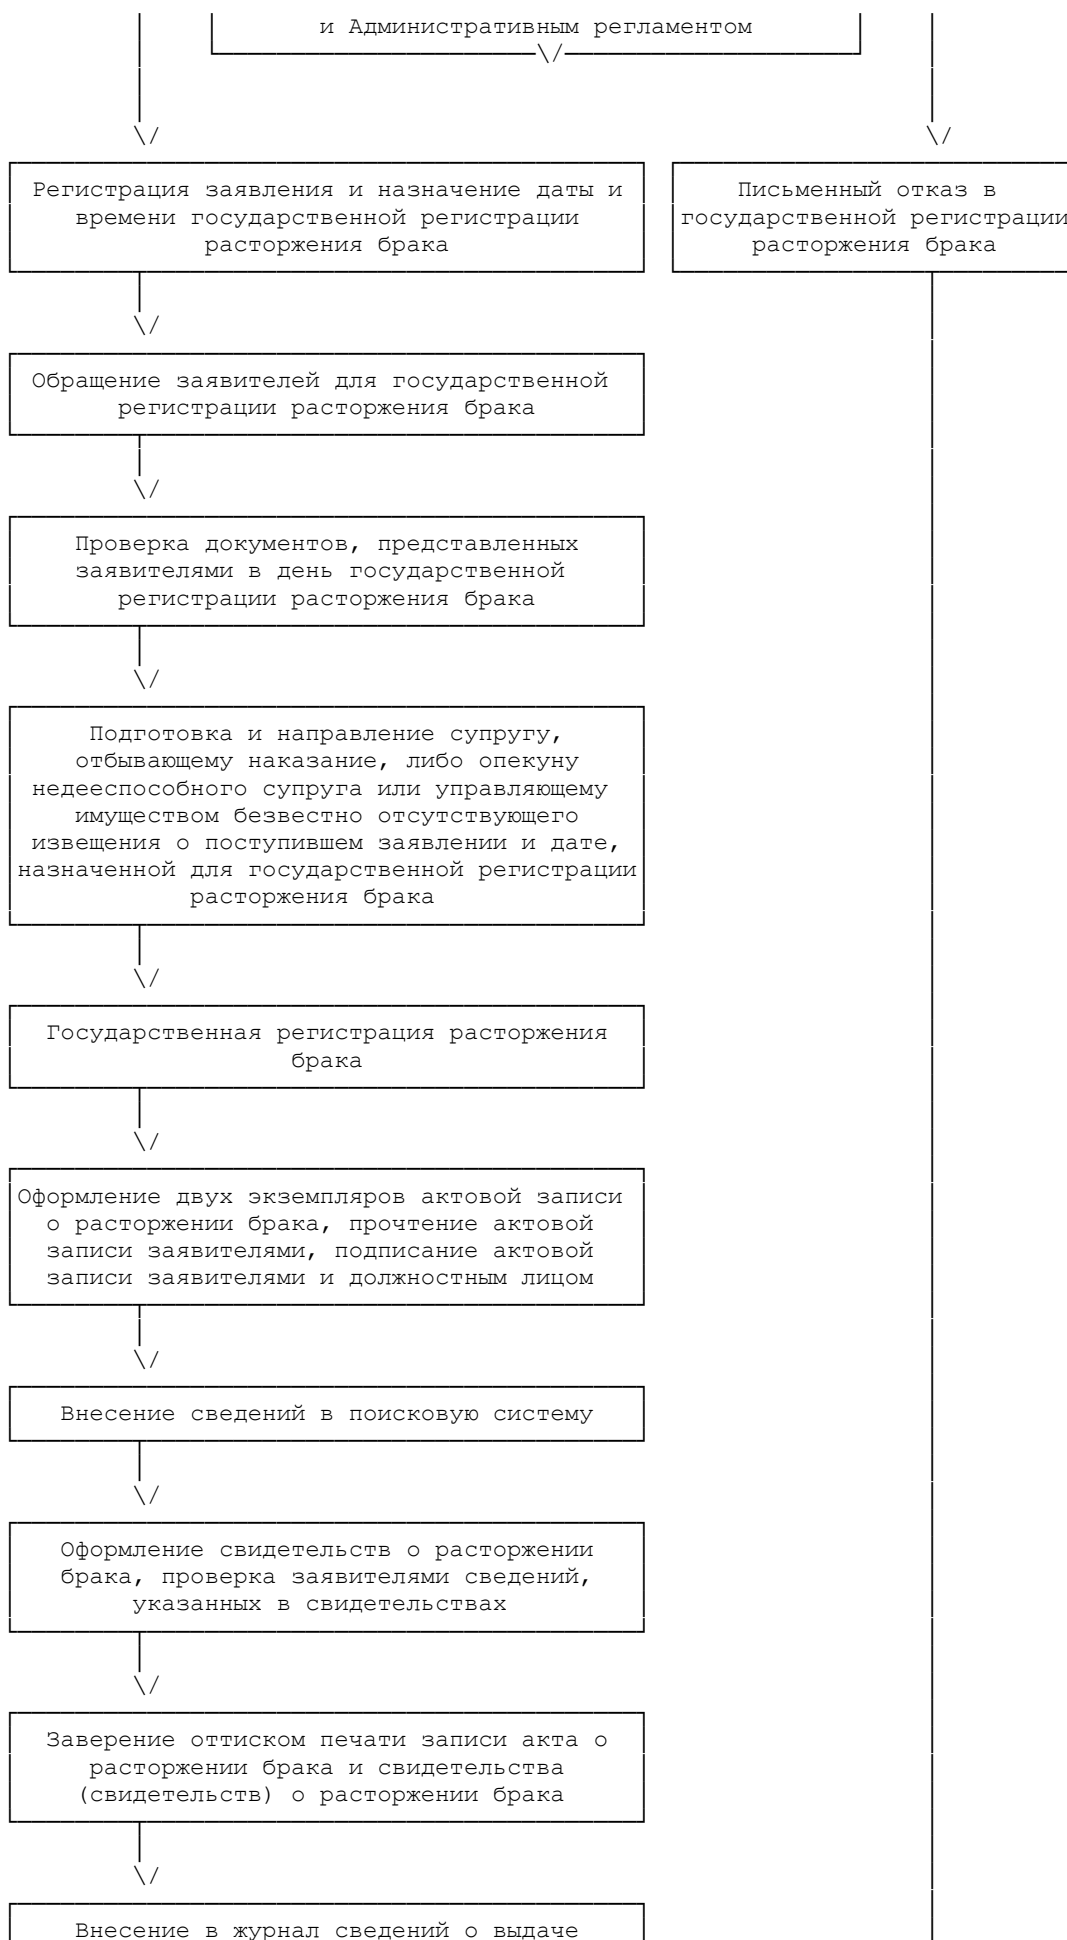 и Административным регламентом
Регистрация заявления и назначение даты и
времени государственной регистрации
расторжения брака
Письменный отказ в
государственной регистрации
расторжения брака
Обращение заявителей для государственной
регистрации расторжения брака
Проверка документов, представленных
заявителями в день государственной
регистрации расторжения брака
Подготовка и направление супругу,
отбывающему наказание, либо опекуну
недееспособного супруга или управляющему
имуществом безвестно отсутствующего
извещения о поступившем заявлении и дате,
назначенной для государственной регистрации
расторжения брака
Государственная регистрация расторжения
брака
Оформление двух экземпляров актовой записи
о расторжении брака, прочтение актовой
записи заявителями, подписание актовой
записи заявителями и должностным лицом
Внесение сведений в поисковую систему
Оформление свидетельств о расторжении
брака, проверка заявителями сведений,
указанных в свидетельствах
Заверение оттиском печати записи акта о
расторжении брака и свидетельства
(свидетельств) о расторжении брака
Внесение в журнал сведений о выдаче